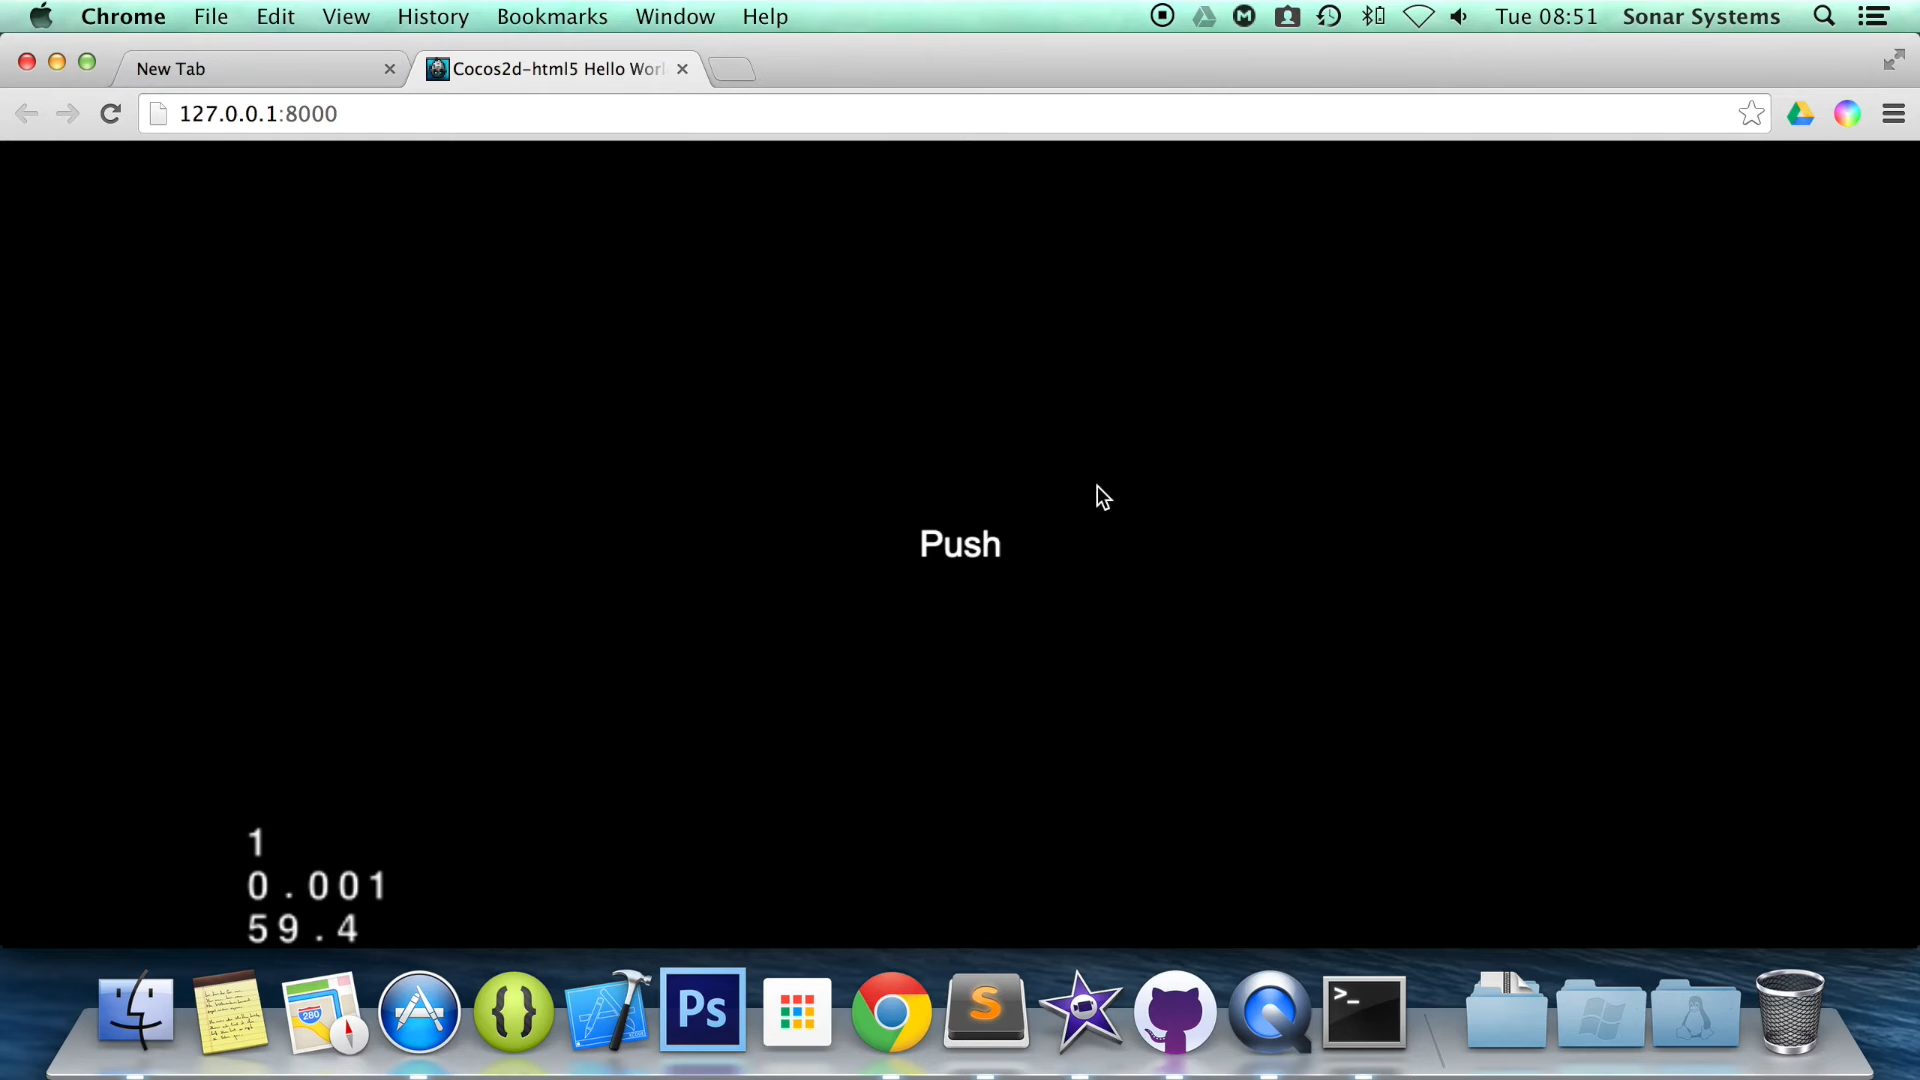 Chrome File Edit View History Bookmarks Window Help Tue 08:51 Sonar Systems
New Tab Cocos2d-html5 Hello Worl
127.0.0.1:8000
Push
1
0.001
59.4
280 Ps S >_